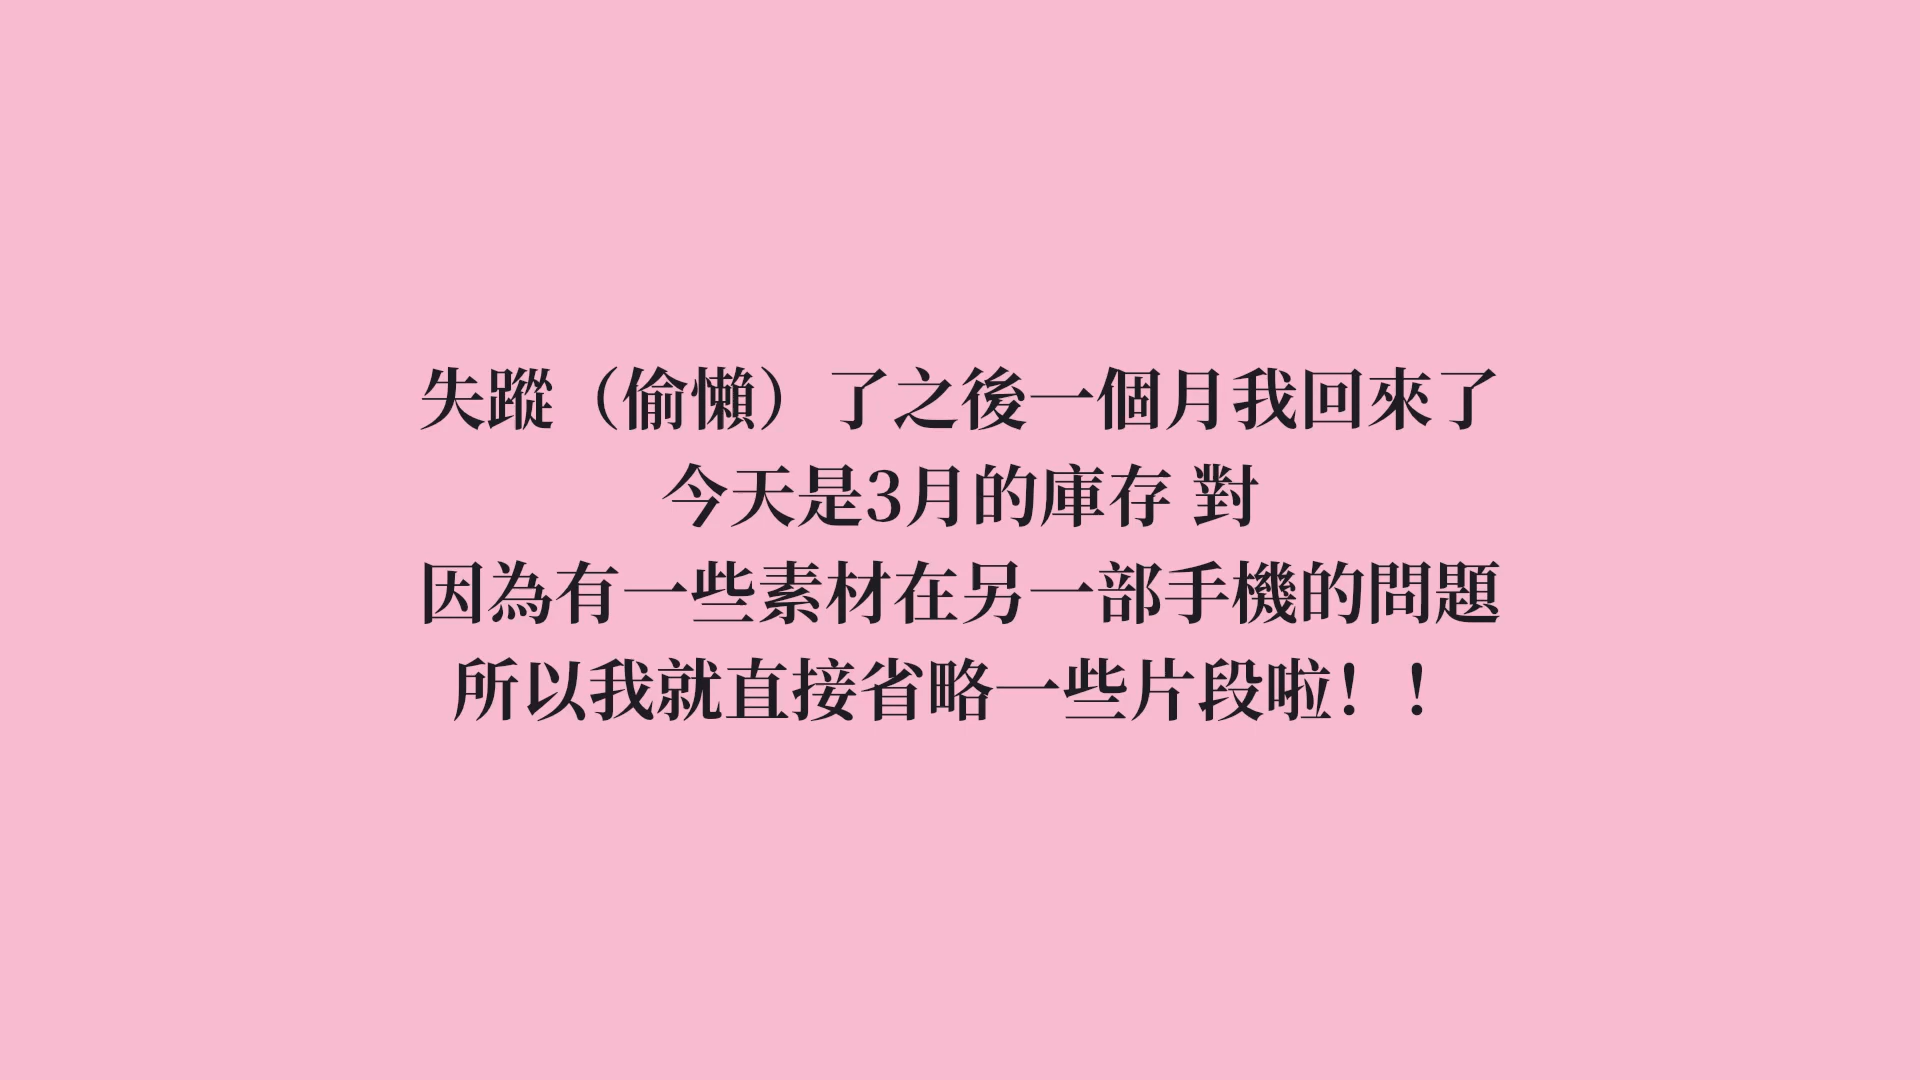 失蹤（偷懶）了之後一個月我回來了
今天是3月的庫存 對
因為有一些素材在另一部手機的問題
所以我就直接省略一些片段啦！！